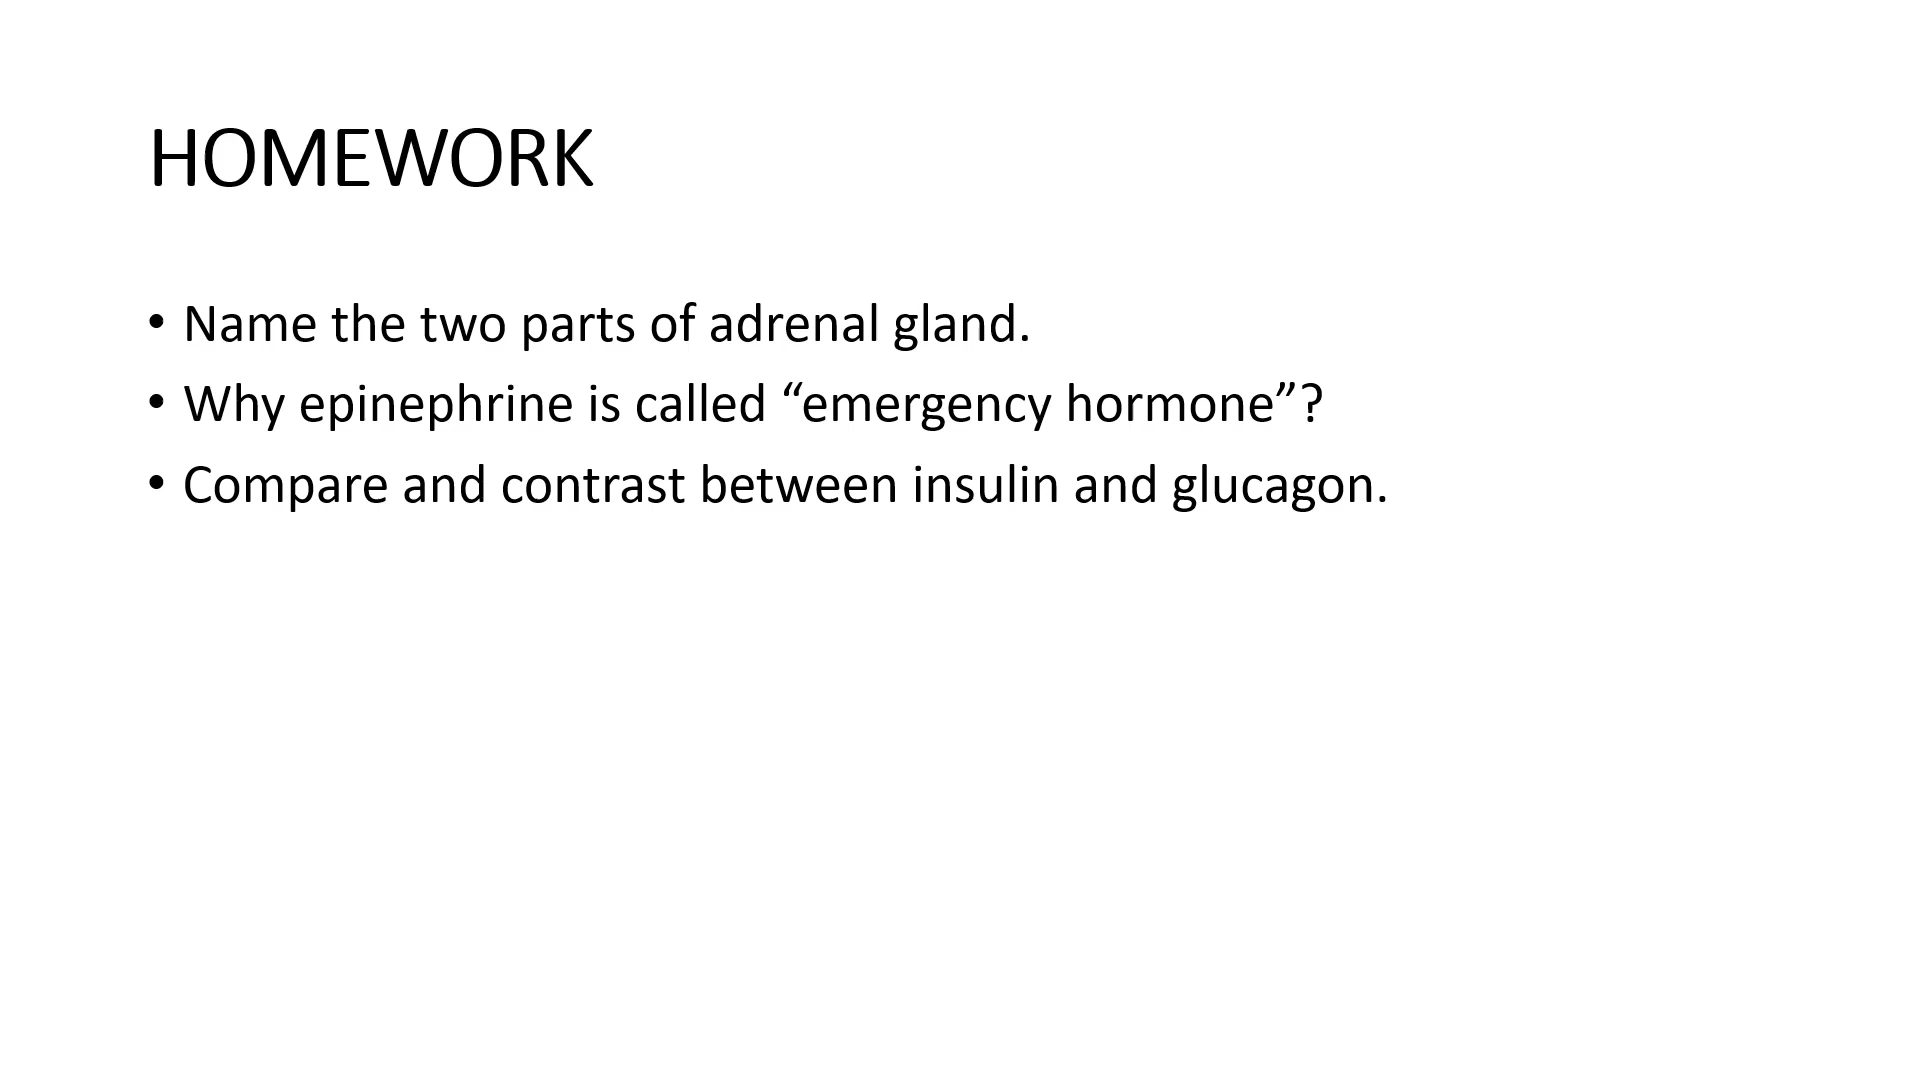 HOMEWORK
• Name the two parts of adrenal gland.
• Why epinephrine is called “emergency hormone”?
• Compare and contrast between insulin and glucagon.